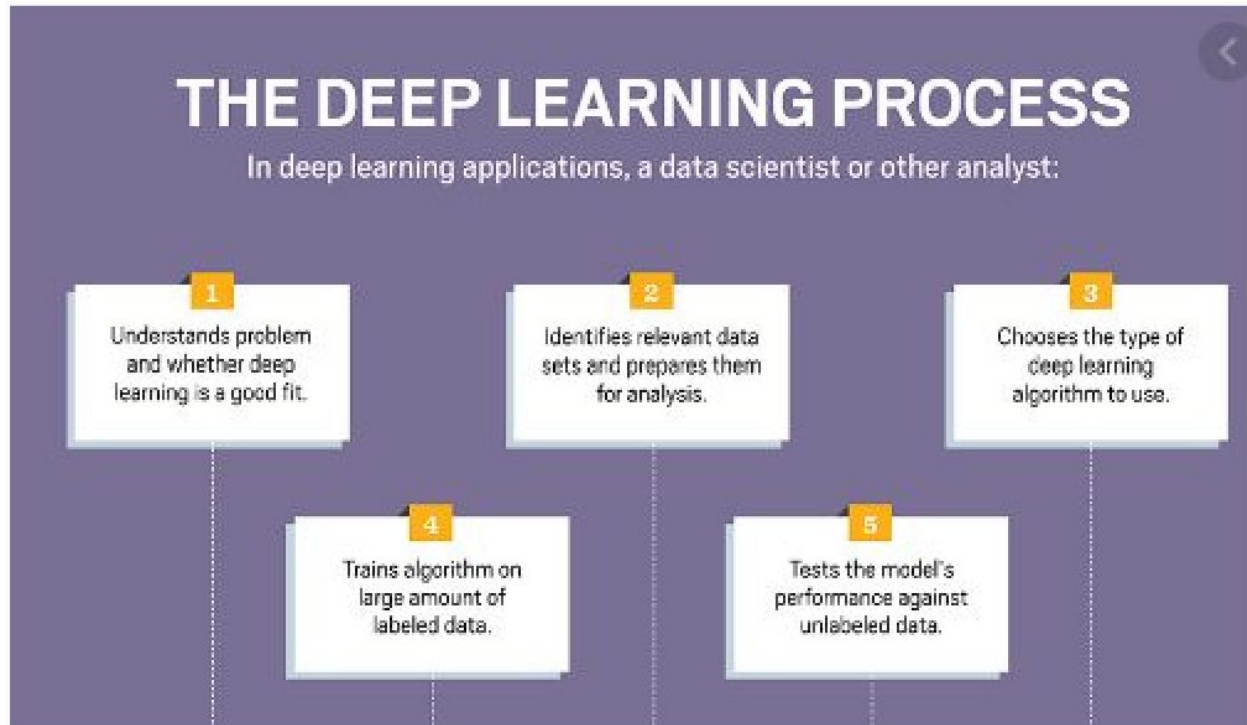 THE DEEP LEARNING PROCESS
In deep learning applications, a data scientist or other analyst:
1
Understands problem
and whether deep
learning is a good fit.
2
Identifies relevant data
sets and prepares them
for analysis.
3
Chooses the type of
deep learning
algorithm to use.
4
Trains algorithm on
large amount of
labeled data.
5
Tests the model's
performance against
unlabeled data.